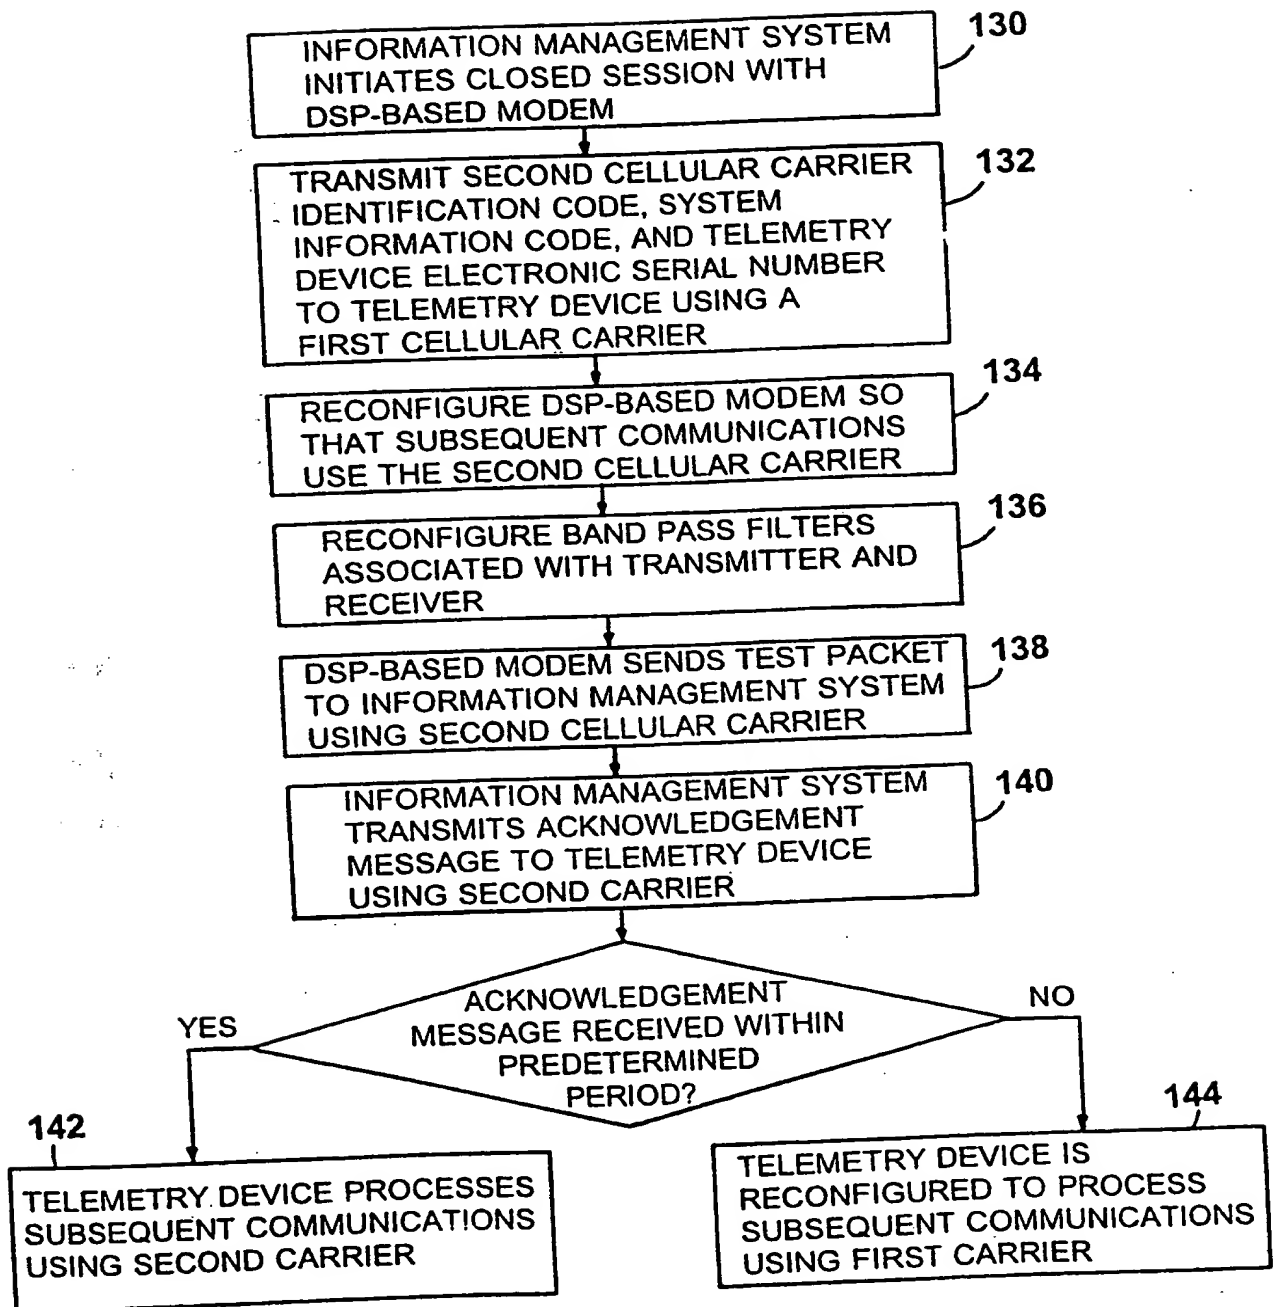 INFORMATION MANAGEMENT SYSTEM
INITIATES CLOSED SESSION WITH
DSP-BASED MODEM
130
TRANSMIT SECOND CELLULAR CARRIER
IDENTIFICATION CODE, SYSTEM
INFORMATION CODE, AND TELEMETRY
DEVICE ELECTRONIC SERIAL NUMBER
TO TELEMETRY DEVICE USING A
FIRST CELLULAR CARRIER
132
RECONFIGURE DSP-BASED MODEM SO
THAT SUBSEQUENT COMMUNICATIONS
USE THE SECOND CELLULAR CARRIER
134
RECONFIGURE BAND PASS FILTERS
ASSOCIATED WITH TRANSMITTER AND
RECEIVER
136
DSP-BASED MODEM SENDS TEST PACKET
TO INFORMATION MANAGEMENT SYSTEM
USING SECOND CELLULAR CARRIER
138
INFORMATION MANAGEMENT SYSTEM
TRANSMITS ACKNOWLEDGEMENT
MESSAGE TO TELEMETRY DEVICE
USING SECOND CARRIER
140
ACKNOWLEDGEMENT
MESSAGE RECEIVED WITHIN
PREDETERMINED
PERIOD?
YES
NO
142
TELEMETRY DEVICE PROCESSES
SUBSEQUENT COMMUNICATIONS
USING SECOND CARRIER
144
TELEMETRY DEVICE IS
RECONFIGURED TO PROCESS
SUBSEQUENT COMMUNICATIONS
USING FIRST CARRIER